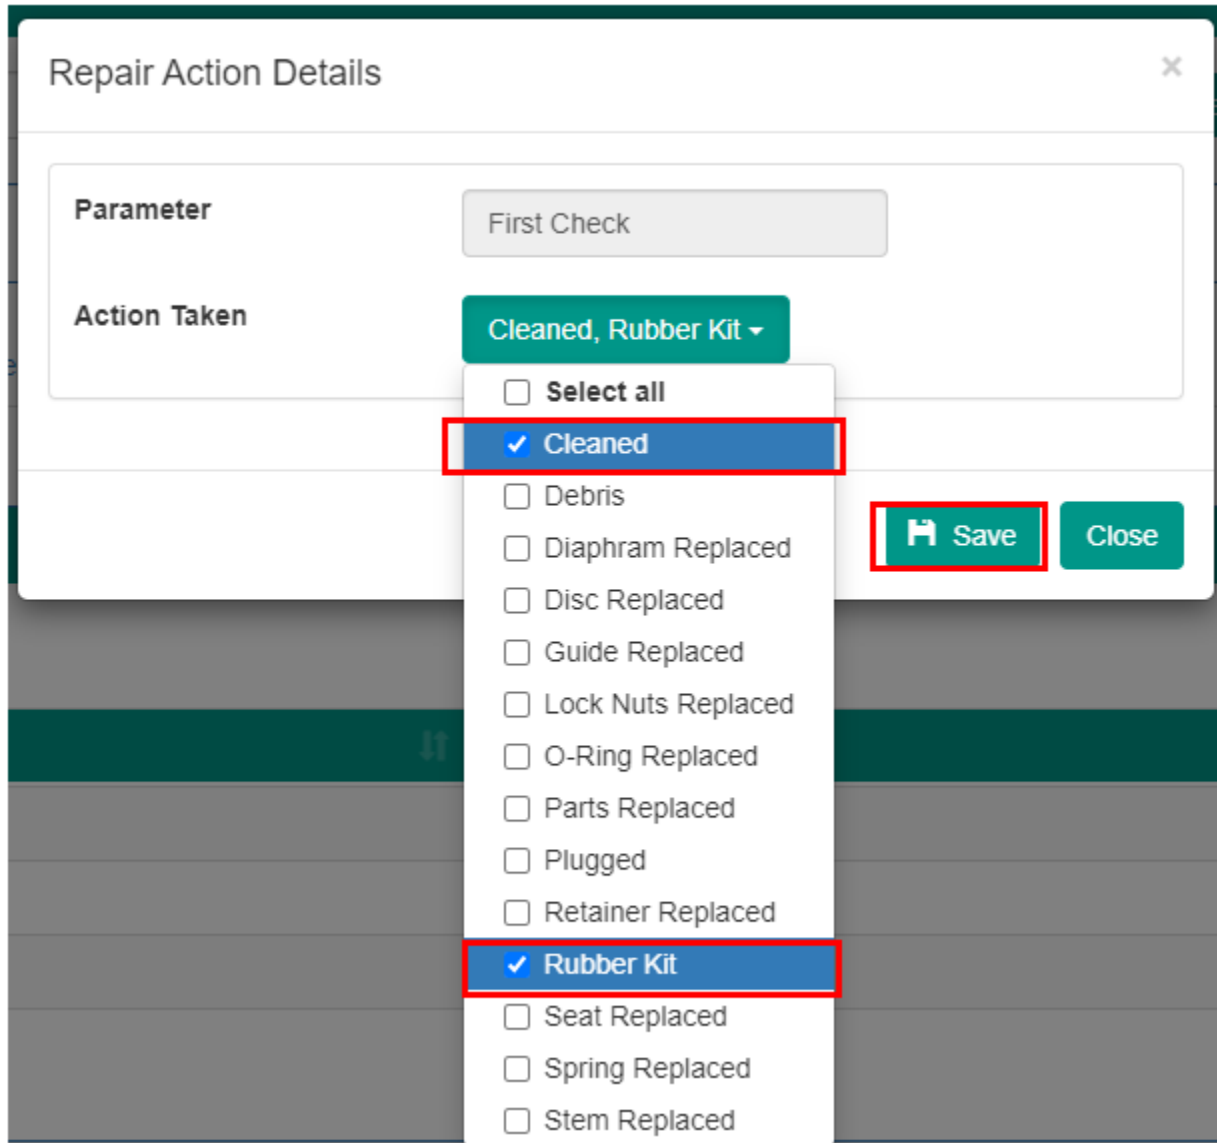 Repair Action Details
×
Parameter
First Check
Action Taken
Cleaned, Rubber Kit
Select all
Cleaned
Debris
Diaphram Replaced
Disc Replaced
Guide Replaced
Lock Nuts Replaced
O-Ring Replaced
Parts Replaced
Plugged
Retainer Replaced
Rubber Kit
Seat Replaced
Spring Replaced
Stem Replaced
Save
Close